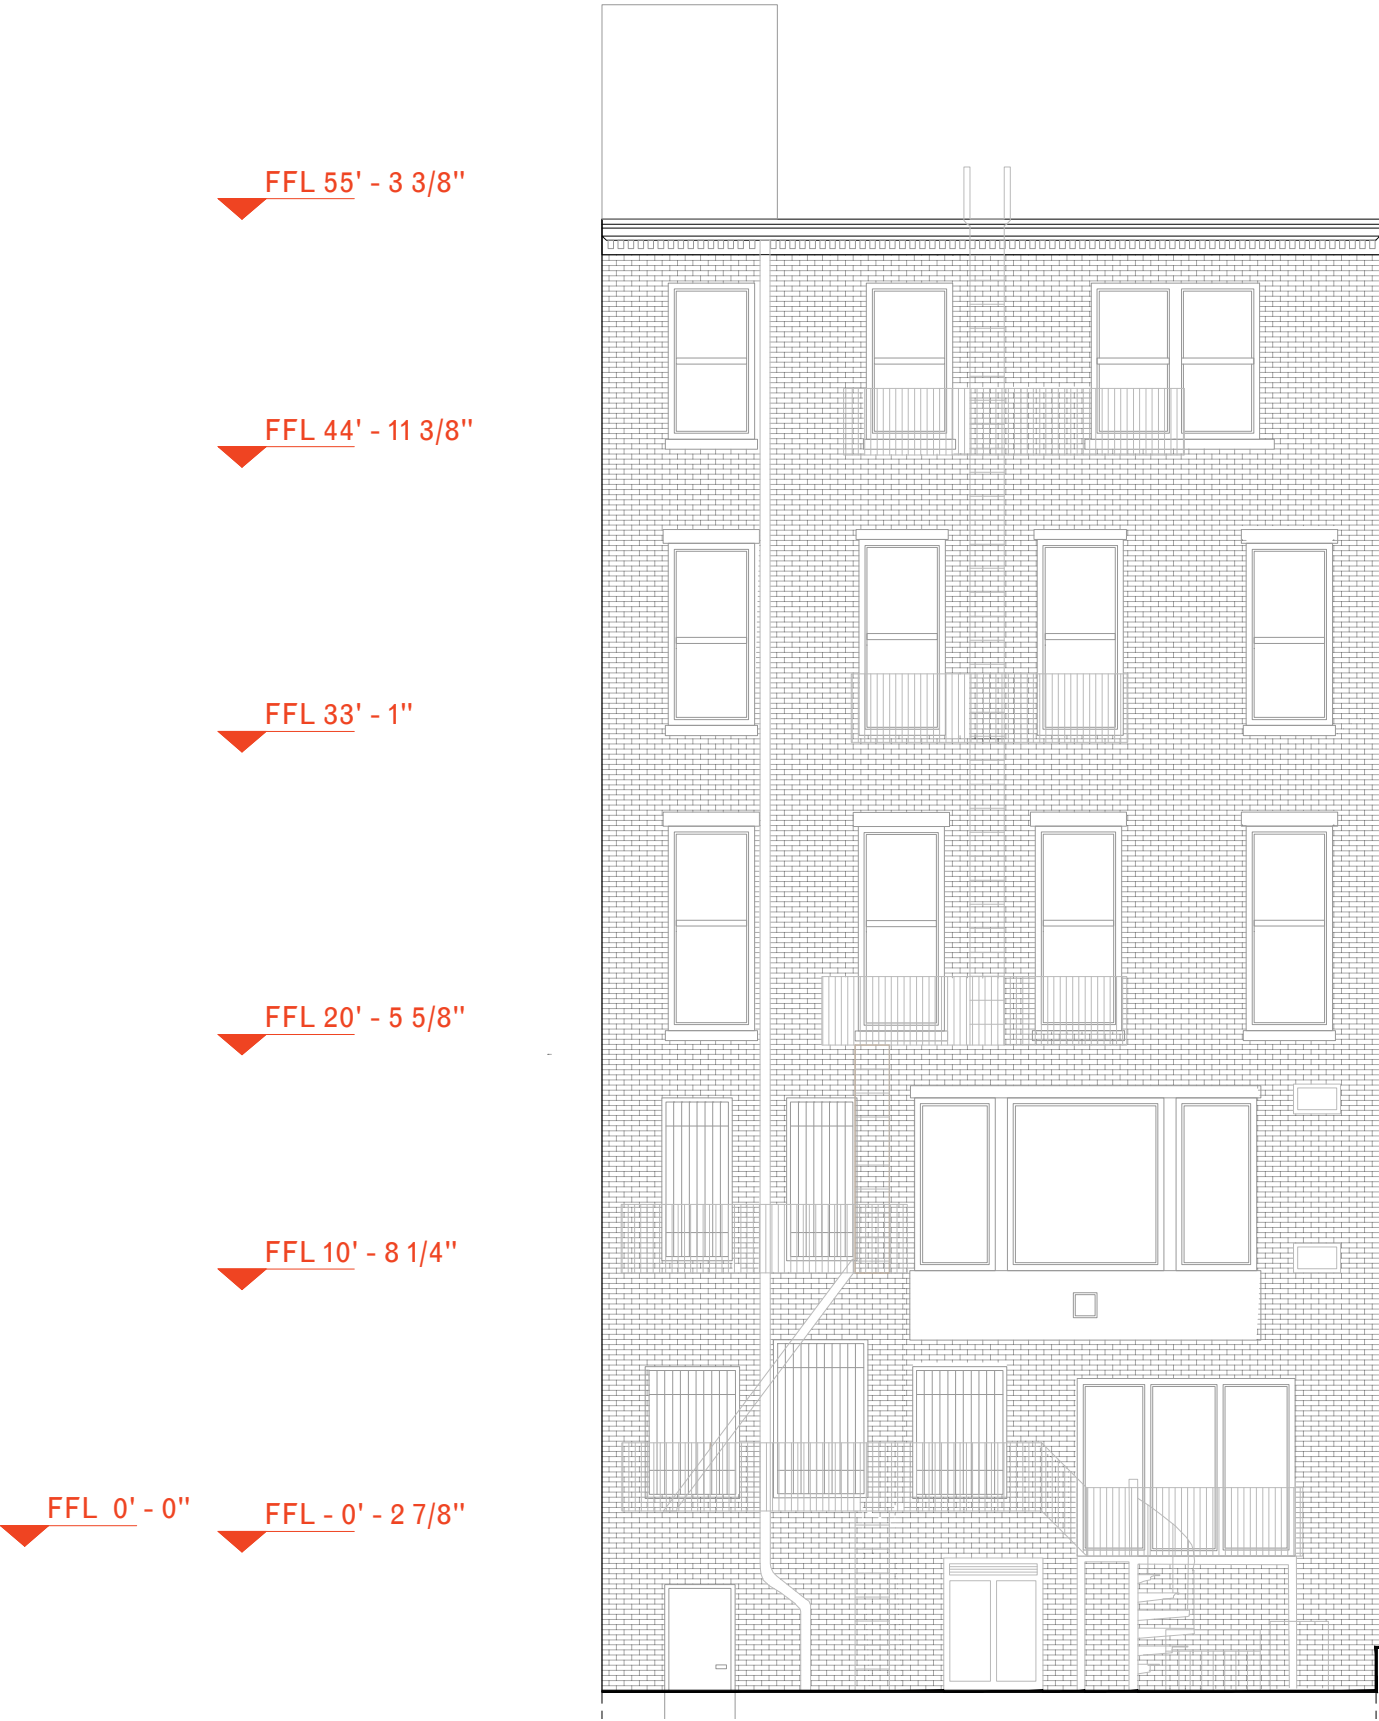 FFL 55' - 3 3/8"
FFL 44' - 11 3/8"
FFL 33' - 1"
FFL 20' - 5 5/8"
FFL 10' - 8 1/4"
FFL 0' - 0"
FFL - 0' - 2 7/8"